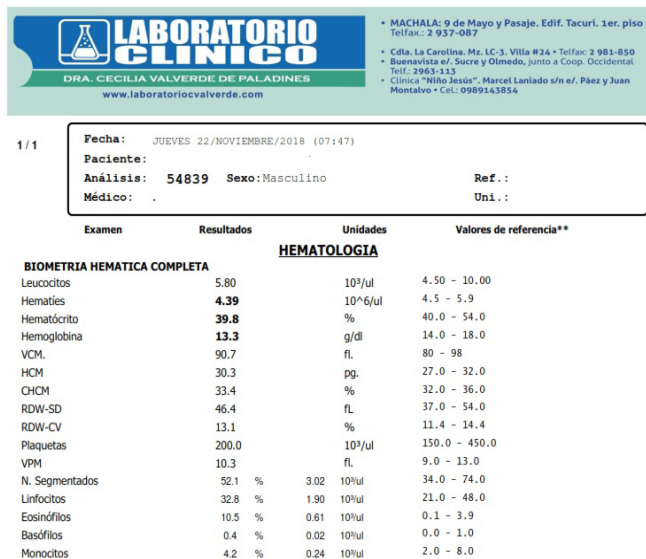 LABORATORIO
CLINICO
DRA. CECILIA VALVERDE DE PALADINES
www.laboratoriocvalverde.com
• MACHALA: 9 de Mayo y Pasaje. Edif. Tacuri. 1er. piso
Telfax.: 2 937-087
• Cdla. La Carolina. Mz. LC-3. Villa #24 • Telfax: 2 981-850
• Buenavista e/. Sucre y Olmedo, junto a Coop. Occidental
Telf.: 2963-113
• Clinica "Niño Jesús". Marcel Laniado s/n e/. Páez y Juan
Montalvo • Cel.: 0989143854
1 / 1
Fecha: JUEVES 22/NOVIEMBRE/2018 (07:47)
Paciente:
Análisis: 54839 Sexo:Masculino Ref.:
Médico: . Uni.:
Examen Resultados Unidades Valores de referencia**
HEMATOLOGIA
BIOMETRIA HEMATICA COMPLETA
Leucocitos 5.80 10³/ul 4.50 - 10.00
Hematíes 4.39 10^6/ul 4.5 - 5.9
Hematócrito 39.8 % 40.0 - 54.0
Hemoglobina 13.3 g/dl 14.0 - 18.0
VCM. 90.7 fl. 80 - 98
HCM 30.3 pg. 27.0 - 32.0
CHCM 33.4 % 32.0 - 36.0
RDW-SD 46.4 fL 37.0 - 54.0
RDW-CV 13.1 % 11.4 - 14.4
Plaquetas 200.0 10³/ul 150.0 - 450.0
VPM 10.3 fl. 9.0 - 13.0
N. Segmentados 52.1 % 3.02 10³/ul 34.0 - 74.0
Linfocitos 32.8 % 1.90 10³/ul 21.0 - 48.0
Eosinófilos 10.5 % 0.61 10³/ul 0.1 - 3.9
Basófilos 0.4 % 0.02 10³/ul 0.0 - 1.0
Monocitos 4.2 % 0.24 10³/ul 2.0 - 8.0